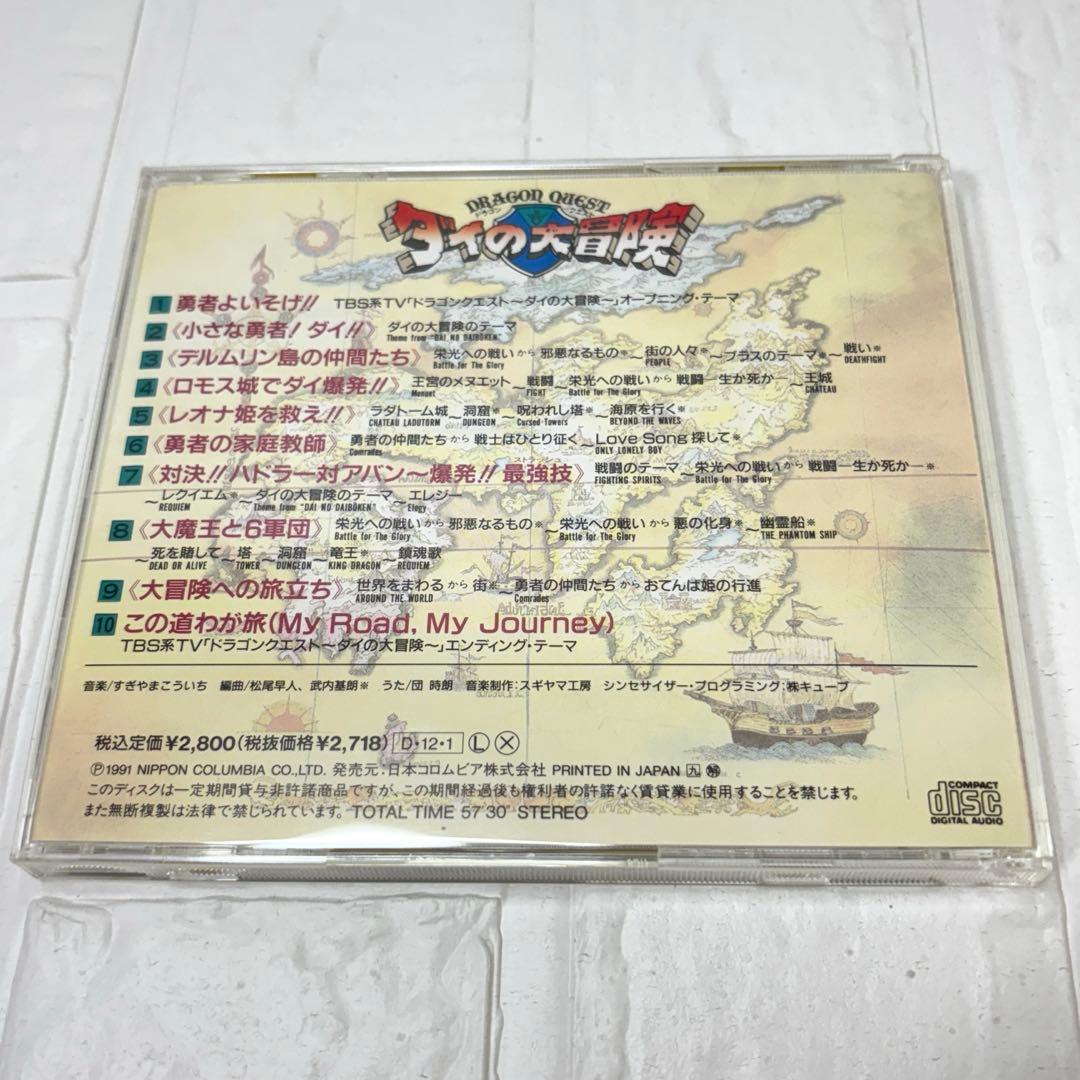 DRAGON QUEST
ドラゴンクエスト
ダイの大冒険
1 勇者よいそげ!! TBS系TV「ドラゴンクエスト〜ダイの大冒険〜」オープニング・テーマ
2 《小さな勇者! ダイ!!》 ダイの大冒険のテーマ
Theme from "DAI NO DAIBŌKEN"
3 《デルムリン島の仲間たち》 栄光への戦いから邪悪なるもの※〜街の人々※〜ブラスのテーマ※〜戦い※
Battle for The Glory PEOPLE DEATHFIGHT
4 《ロモス城でダイ爆発!!》 王宮のメヌエット〜戦闘〜栄光への戦いから戦闘—生か死か—〜王城
Menuet FIGHT Battle for The Glory CHATEAU
5 《レオナ姫を救え!!》 ラダトーム城〜洞窟※〜呪われし塔※〜海原を行く※
CHATEAU LADUTORM DUNGEON Cursed Towers BEYOND THE WAVES
6 《勇者の家庭教師》 勇者の仲間たちから戦士はひとり征く〜Love Song 探して※
Comrades ONLY LONELY BOY
ストラッシュ
7 《対決!! ハドラー対アバン〜爆発!! 最強技》 戦闘のテーマ〜栄光への戦いから戦闘—生か死か—※
FIGHTING SPIRITS Battle for The Glory
〜レクイエム※〜ダイの大冒険のテーマ〜エレジー
REQUIEM Theme from "DAI NO DAIBŌKEN" Elegy
8 《大魔王と6軍団》 栄光への戦いから邪悪なるもの※〜栄光への戦いから悪の化身※〜幽霊船※
Battle for The Glory Battle for The Glory THE PHANTOM SHIP
〜死を賭して〜塔〜洞窟〜竜王※〜鎮魂歌
DEAD OR ALIVE TOWER DUNGEON KING DRAGON REQUIEM
9 《大冒険への旅立ち》 世界をまわるから街※〜勇者の仲間たちからおてんば姫の行進
AROUND THE WORLD Comrades
10 この道わが旅(My Road, My Journey)
TBS系TV「ドラゴンクエスト〜ダイの大冒険〜」エンディング・テーマ
音楽/すぎやまこういち 編曲/松尾早人、武内基朗※ うた/団 時朗 音楽制作:スギヤマ工房 シンセサイザー・プログラミング:㈱キューブ
税込定価¥2,800(税抜価格¥2,718) D・12・1 Ⓛ Ⓧ
Ⓟ1991 NIPPON COLUMBIA CO.,LTD. 発売元:日本コロムビア株式会社 PRINTED IN JAPAN 九
このディスクは一定期間貸与非許諾商品ですが、この期間経過後も権利者の許諾なく賃貸業に使用することを禁じます。
また無断複製は法律で禁じられています。 TOTAL TIME 57'30" STEREO
COMPACT
disc
DIGITAL AUDIO